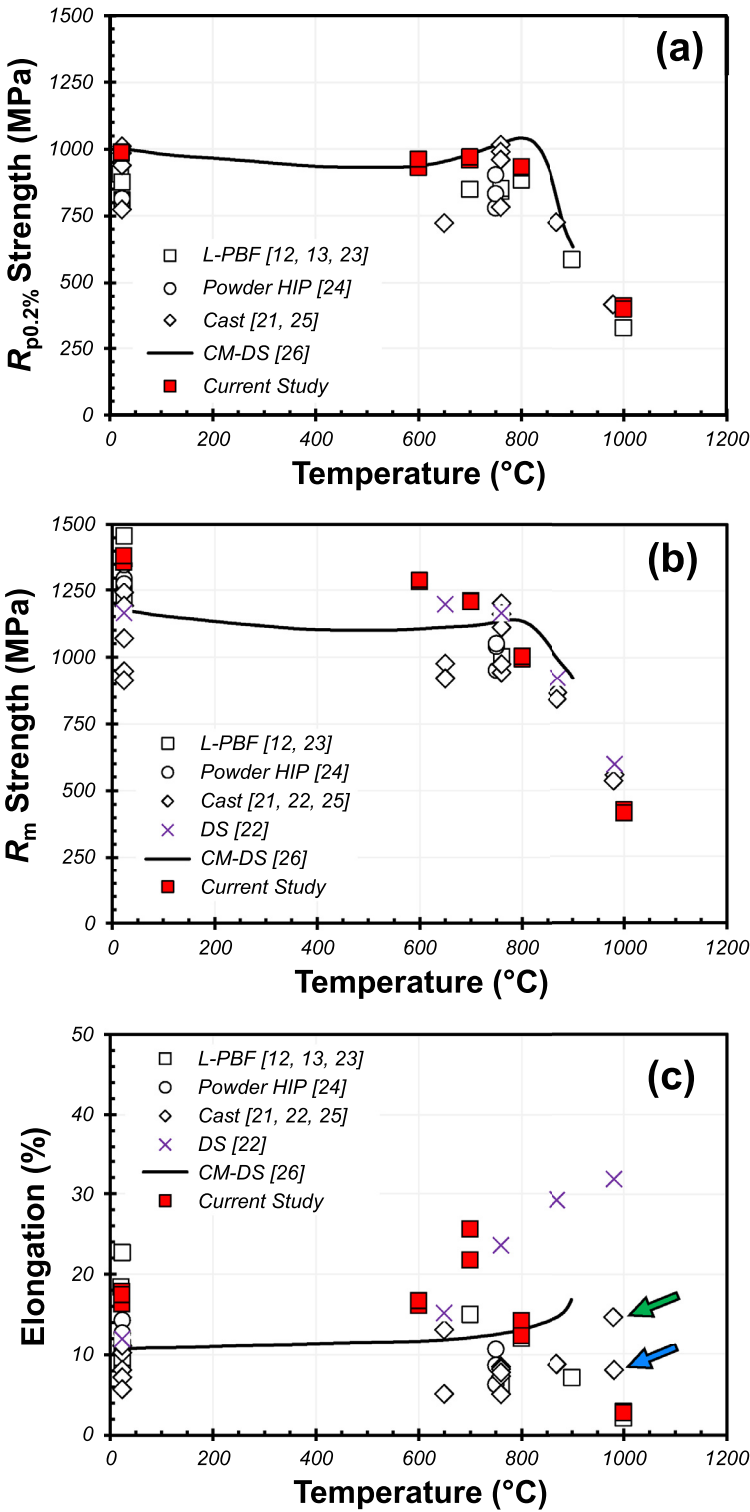 (a)
Rp0.2% Strength (MPa)
1500
1250
1000
750
500
250
0
L-PBF [12, 13, 23]
Powder HIP [24]
Cast [21, 25]
CM-DS [26]
Current Study
0 200 400 600 800 1000 1200
Temperature (°C)
(b)
Rm Strength (MPa)
1500
1250
1000
750
500
250
0
L-PBF [12, 23]
Powder HIP [24]
Cast [21, 22, 25]
DS [22]
CM-DS [26]
Current Study
0 200 400 600 800 1000 1200
Temperature (°C)
(c)
Elongation (%)
50
40
30
20
10
0
L-PBF [12, 13, 23]
Powder HIP [24]
Cast [21, 22, 25]
DS [22]
CM-DS [26]
Current Study
0 200 400 600 800 1000 1200
Temperature (°C)